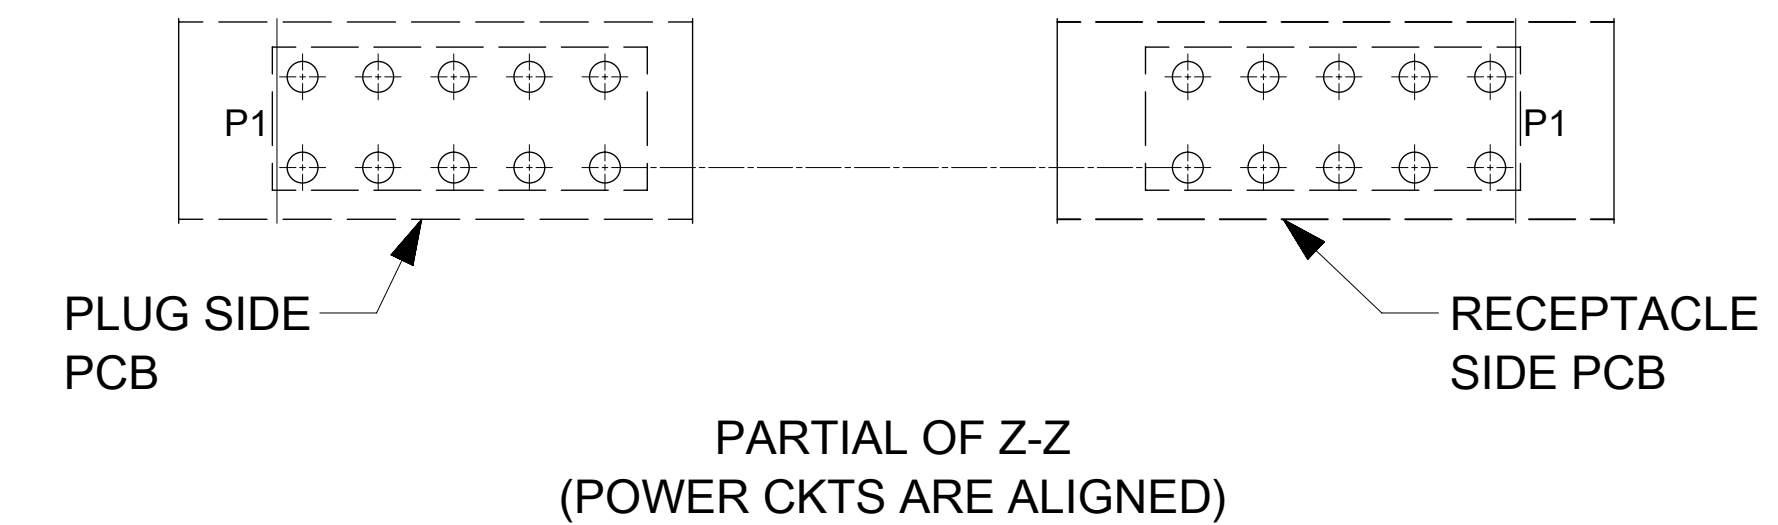 P1
P1
PLUG SIDE
PCB
RECEPTACLE
SIDE PCB
PARTIAL OF Z-Z
(POWER CKTS ARE ALIGNED)